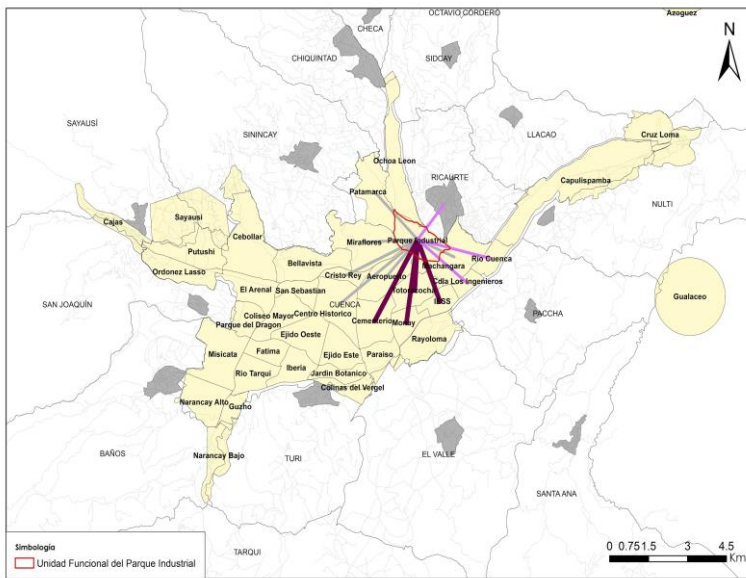 Azoguez
OCTAVIO CORDERO
CHECA
CHIQUINTAD
SIDCAY
N
SAYAUSÍ
SININCAY
LLACAO
Cruz Loma
Ochoa Leon
Patamarca
RICAURTE
Capulispamba
NULTI
Cajas
Sayausi
Cebollar
Putushi
Miraflores
Parque Industrial
Bellavista
Machangara
Rio Cuenca
Ordonez Lasso
Cristo Rey
Aeropuerto
Cdla Los Ingenieros
El Arenal
San Sebastian
Totoracocha
CUENCA
IESS
Gualaceo
SAN JOAQUÍN
Coliseo Mayor
Centro Historico
Cementerio
Monay
PACCHA
Parque del Dragon
Ejido Oeste
Rayoloma
Misicata
Fatima
Ejido Este
Paraiso
Rio Tarqui
Iberia
Jardin Botanico
Colinas del Vergel
Narancay Alto
Guzho
BAÑOS
Narancay Bajo
TURI
EL VALLE
SANTA ANA
TARQUI
Simbología
Unidad Funcional del Parque Industrial
0 0.751.5 3 4.5
Km